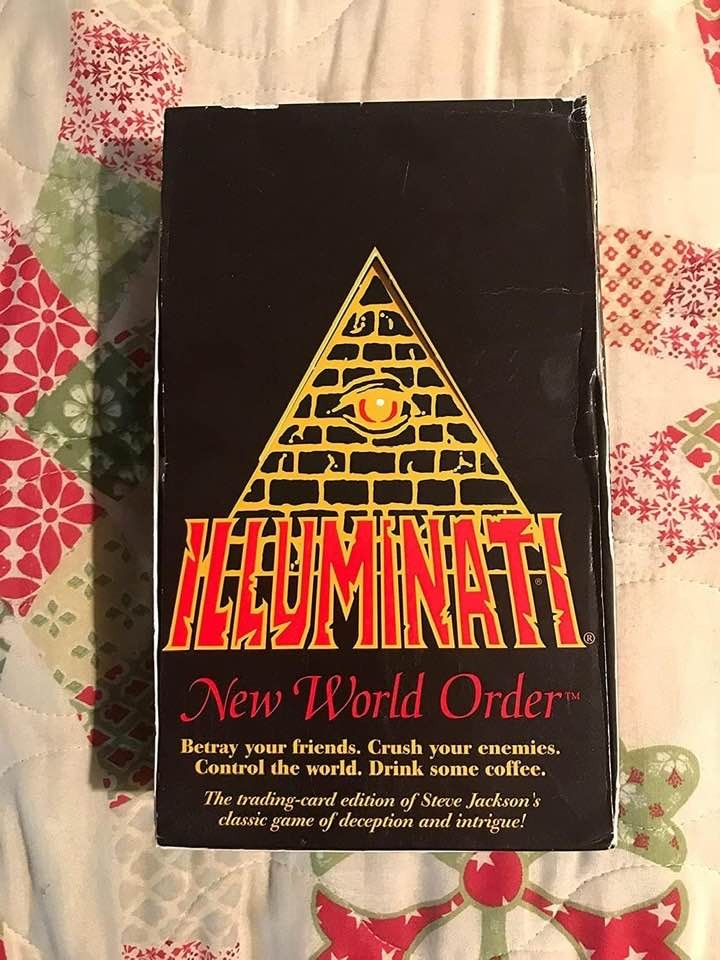 ILLUMINATI®
New World Order™
Betray your friends. Crush your enemies.
Control the world. Drink some coffee.
The trading-card edition of Steve Jackson's
classic game of deception and intrigue!